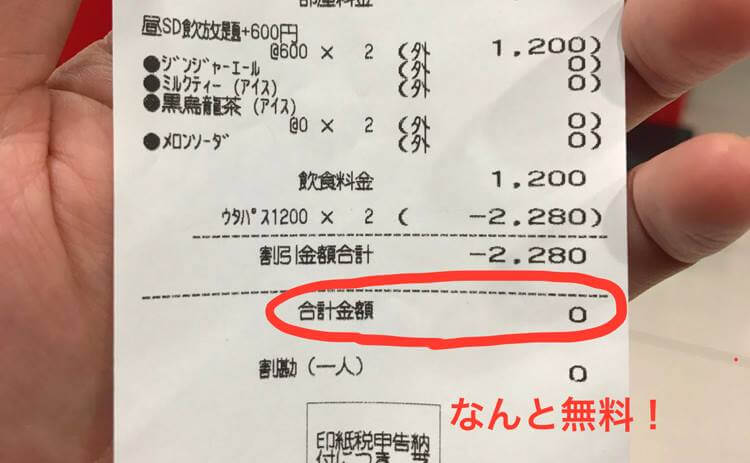 部屋料金
昼SD飲放題+600円
@600 × 2 (外 1,200)
●ジンジャーエール (外 0)
●ミルクティー (アイス) (外 0)
●黒烏龍茶 (アイス)
@0 × 2 (外 0)
●メロンソーダ (外 0)
飲食料金 1,200
ウタパス1200 × 2 ( -2,280)
割引金額合計 -2,280
合計金額 0
割勘 (一人) 0
なんと無料！
印紙税申告納
付につき